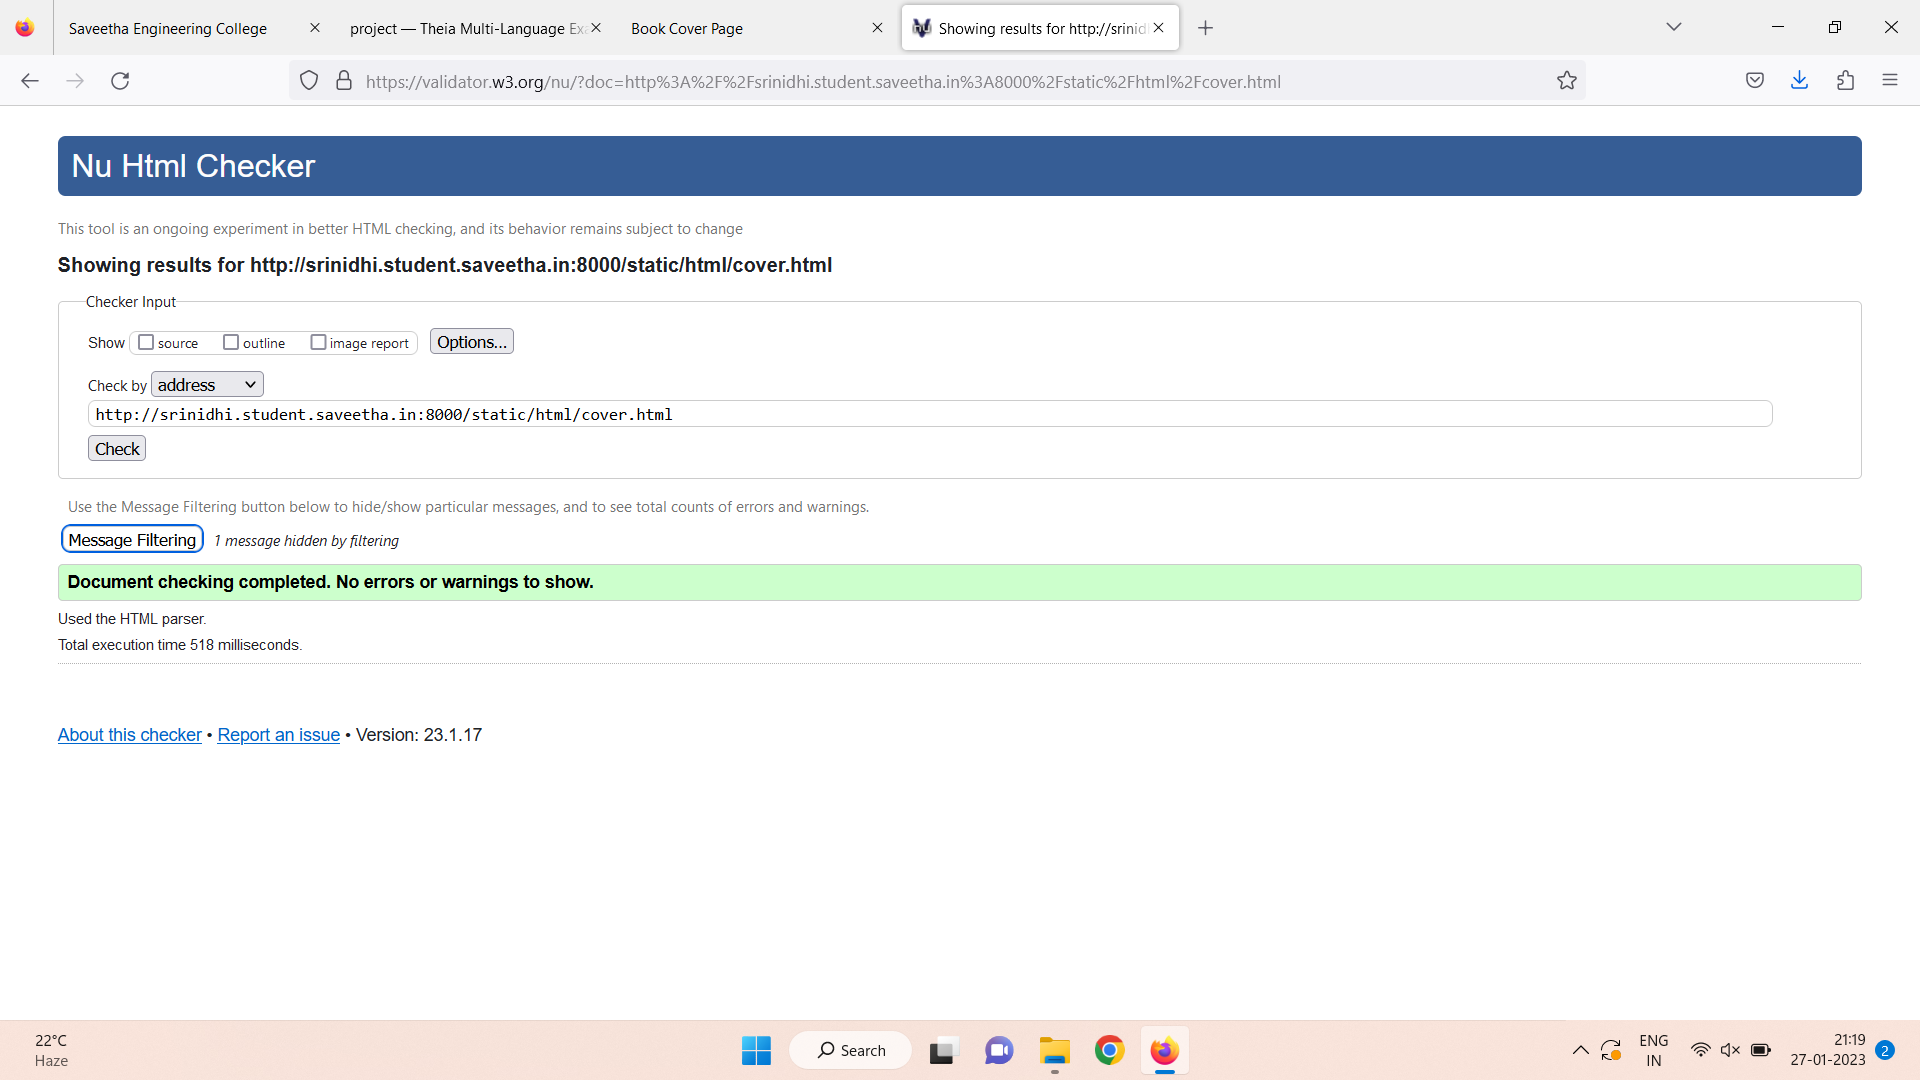 Saveetha Engineering College
project — Theia Multi-Language Exa
Book Cover Page
Showing results for http://srinid
https://validator.w3.org/nu/?doc=http%3A%2F%2Fsrinidhi.student.saveetha.in%3A8000%2Fstatic%2Fhtml%2Fcover.html
Nu Html Checker
This tool is an ongoing experiment in better HTML checking, and its behavior remains subject to change
Showing results for http://srinidhi.student.saveetha.in:8000/static/html/cover.html
Checker Input
Show source outline image report Options...
Check by address
http://srinidhi.student.saveetha.in:8000/static/html/cover.html
Check
Use the Message Filtering button below to hide/show particular messages, and to see total counts of errors and warnings.
Message Filtering 1 message hidden by filtering
Document checking completed. No errors or warnings to show.
Used the HTML parser.
Total execution time 518 milliseconds.
About this checker • Report an issue • Version: 23.1.17
22°C
Haze
Search
ENG
IN
21:19
27-01-2023
2